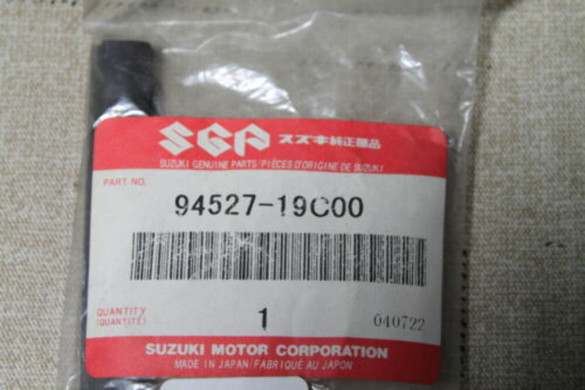 SGP スズキ純正部品
SUZUKI GENUINE PARTS/PIÈCES D'ORIGINE DE SUZUKI
PART NO.
94527-19C00
QUANTITY
(QUANTITÉ)
1
040722
SUZUKI MOTOR CORPORATION
MADE IN JAPAN/FABRIQUE AU JAPON